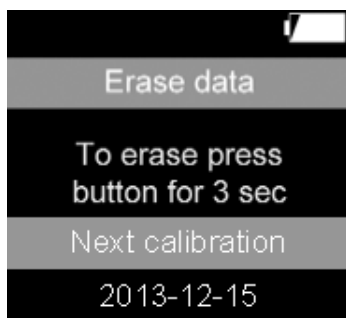 Erase data
To erase press
button for 3 sec
Next calibration
2013-12-15